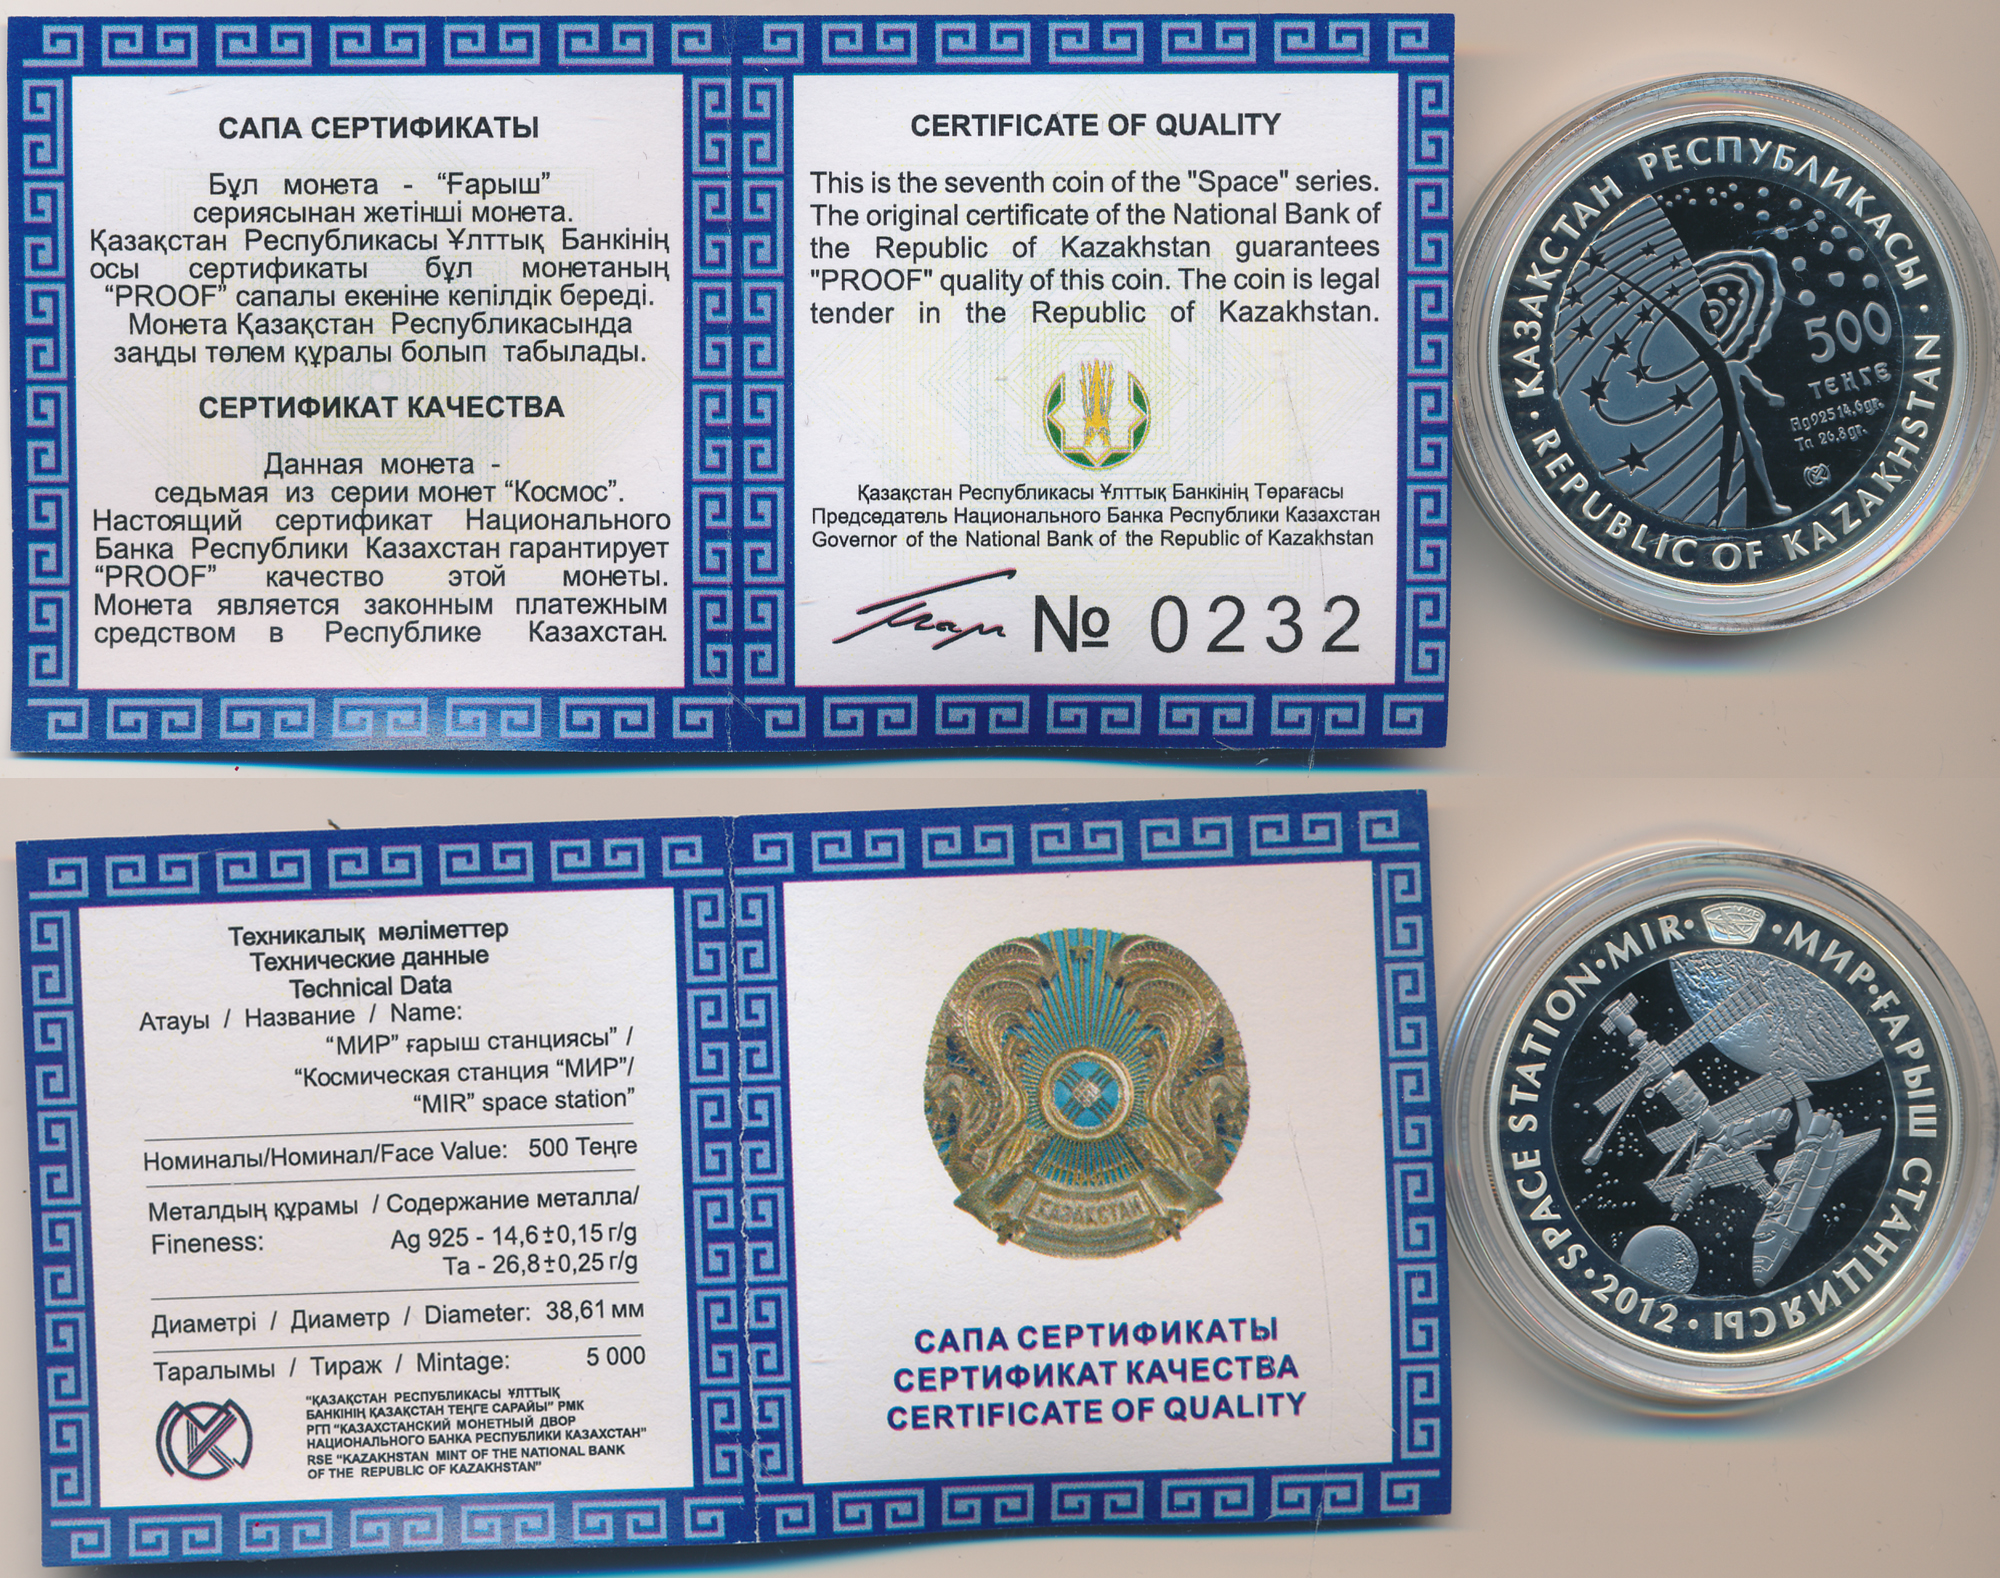 САПА СЕРТИФИКАТЫ
Бұл монета - “Ғарыш”
сериясынан жетінші монета.
Қазақстан Республикасы Ұлттық Банкінің
осы сертификаты бұл монетаның
“PROOF” сапалы екеніне кепілдік береді.
Монета Қазақстан Республикасында
заңды төлем құралы болып табылады.
СЕРТИФИКАТ КАЧЕСТВА
Данная монета -
седьмая из серии монет “Космос”.
Настоящий сертификат Национального
Банка Республики Казахстан гарантирует
“PROOF” качество этой монеты.
Монета является законным платежным
средством в Республике Казахстан.
CERTIFICATE OF QUALITY
This is the seventh coin of the "Space" series.
The original certificate of the National Bank of
the Republic of Kazakhstan guarantees
"PROOF" quality of this coin. The coin is legal
tender in the Republic of Kazakhstan.
Қазақстан Республикасы Ұлттық Банкінің Төрағасы
Председатель Национального Банка Республики Казахстан
Governor of the National Bank of the Republic of Kazakhstan
№ 0232
· ҚАЗАҚСТАН РЕСПУБЛИКАСЫ ·
REPUBLIC OF KAZAKHSTAN
500
ТЕҢГЕ
Ag925 14.6gr.
Ta 26.8gr.
Техникалық мәліметтер
Технические данные
Technical Data
Атауы / Название / Name:
“МИР” ғарыш станциясы” /
“Космическая станция “МИР”/
“MIR” space station”
Номиналы/Номинал/Face Value: 500 Теңге
Металдың құрамы / Содержание металла/
Fineness: Ag 925 - 14,6±0,15 г/g
Ta - 26,8±0,25 г/g
Диаметрі / Диаметр / Diameter: 38,61 мм
Таралымы / Тираж / Mintage: 5 000
“ҚАЗАҚСТАН РЕСПУБЛИКАСЫ ҰЛТТЫҚ
БАНКІНІҢ ҚАЗАҚСТАН ТЕҢГЕ САРАЙЫ” РМК
РГП “КАЗАХСТАНСКИЙ МОНЕТНЫЙ ДВОР
НАЦИОНАЛЬНОГО БАНКА РЕСПУБЛИКИ КАЗАХСТАН”
RSE “KAZAKHSTAN MINT OF THE NATIONAL BANK
OF THE REPUBLIC OF KAZAKHSTAN”
ҚАЗАҚСТАН
САПА СЕРТИФИКАТЫ
СЕРТИФИКАТ КАЧЕСТВА
CERTIFICATE OF QUALITY
SPACE STATION·MIR·
МИР
·МИР·ҒАРЫШ СТАНЦИЯСЫ
·2012·